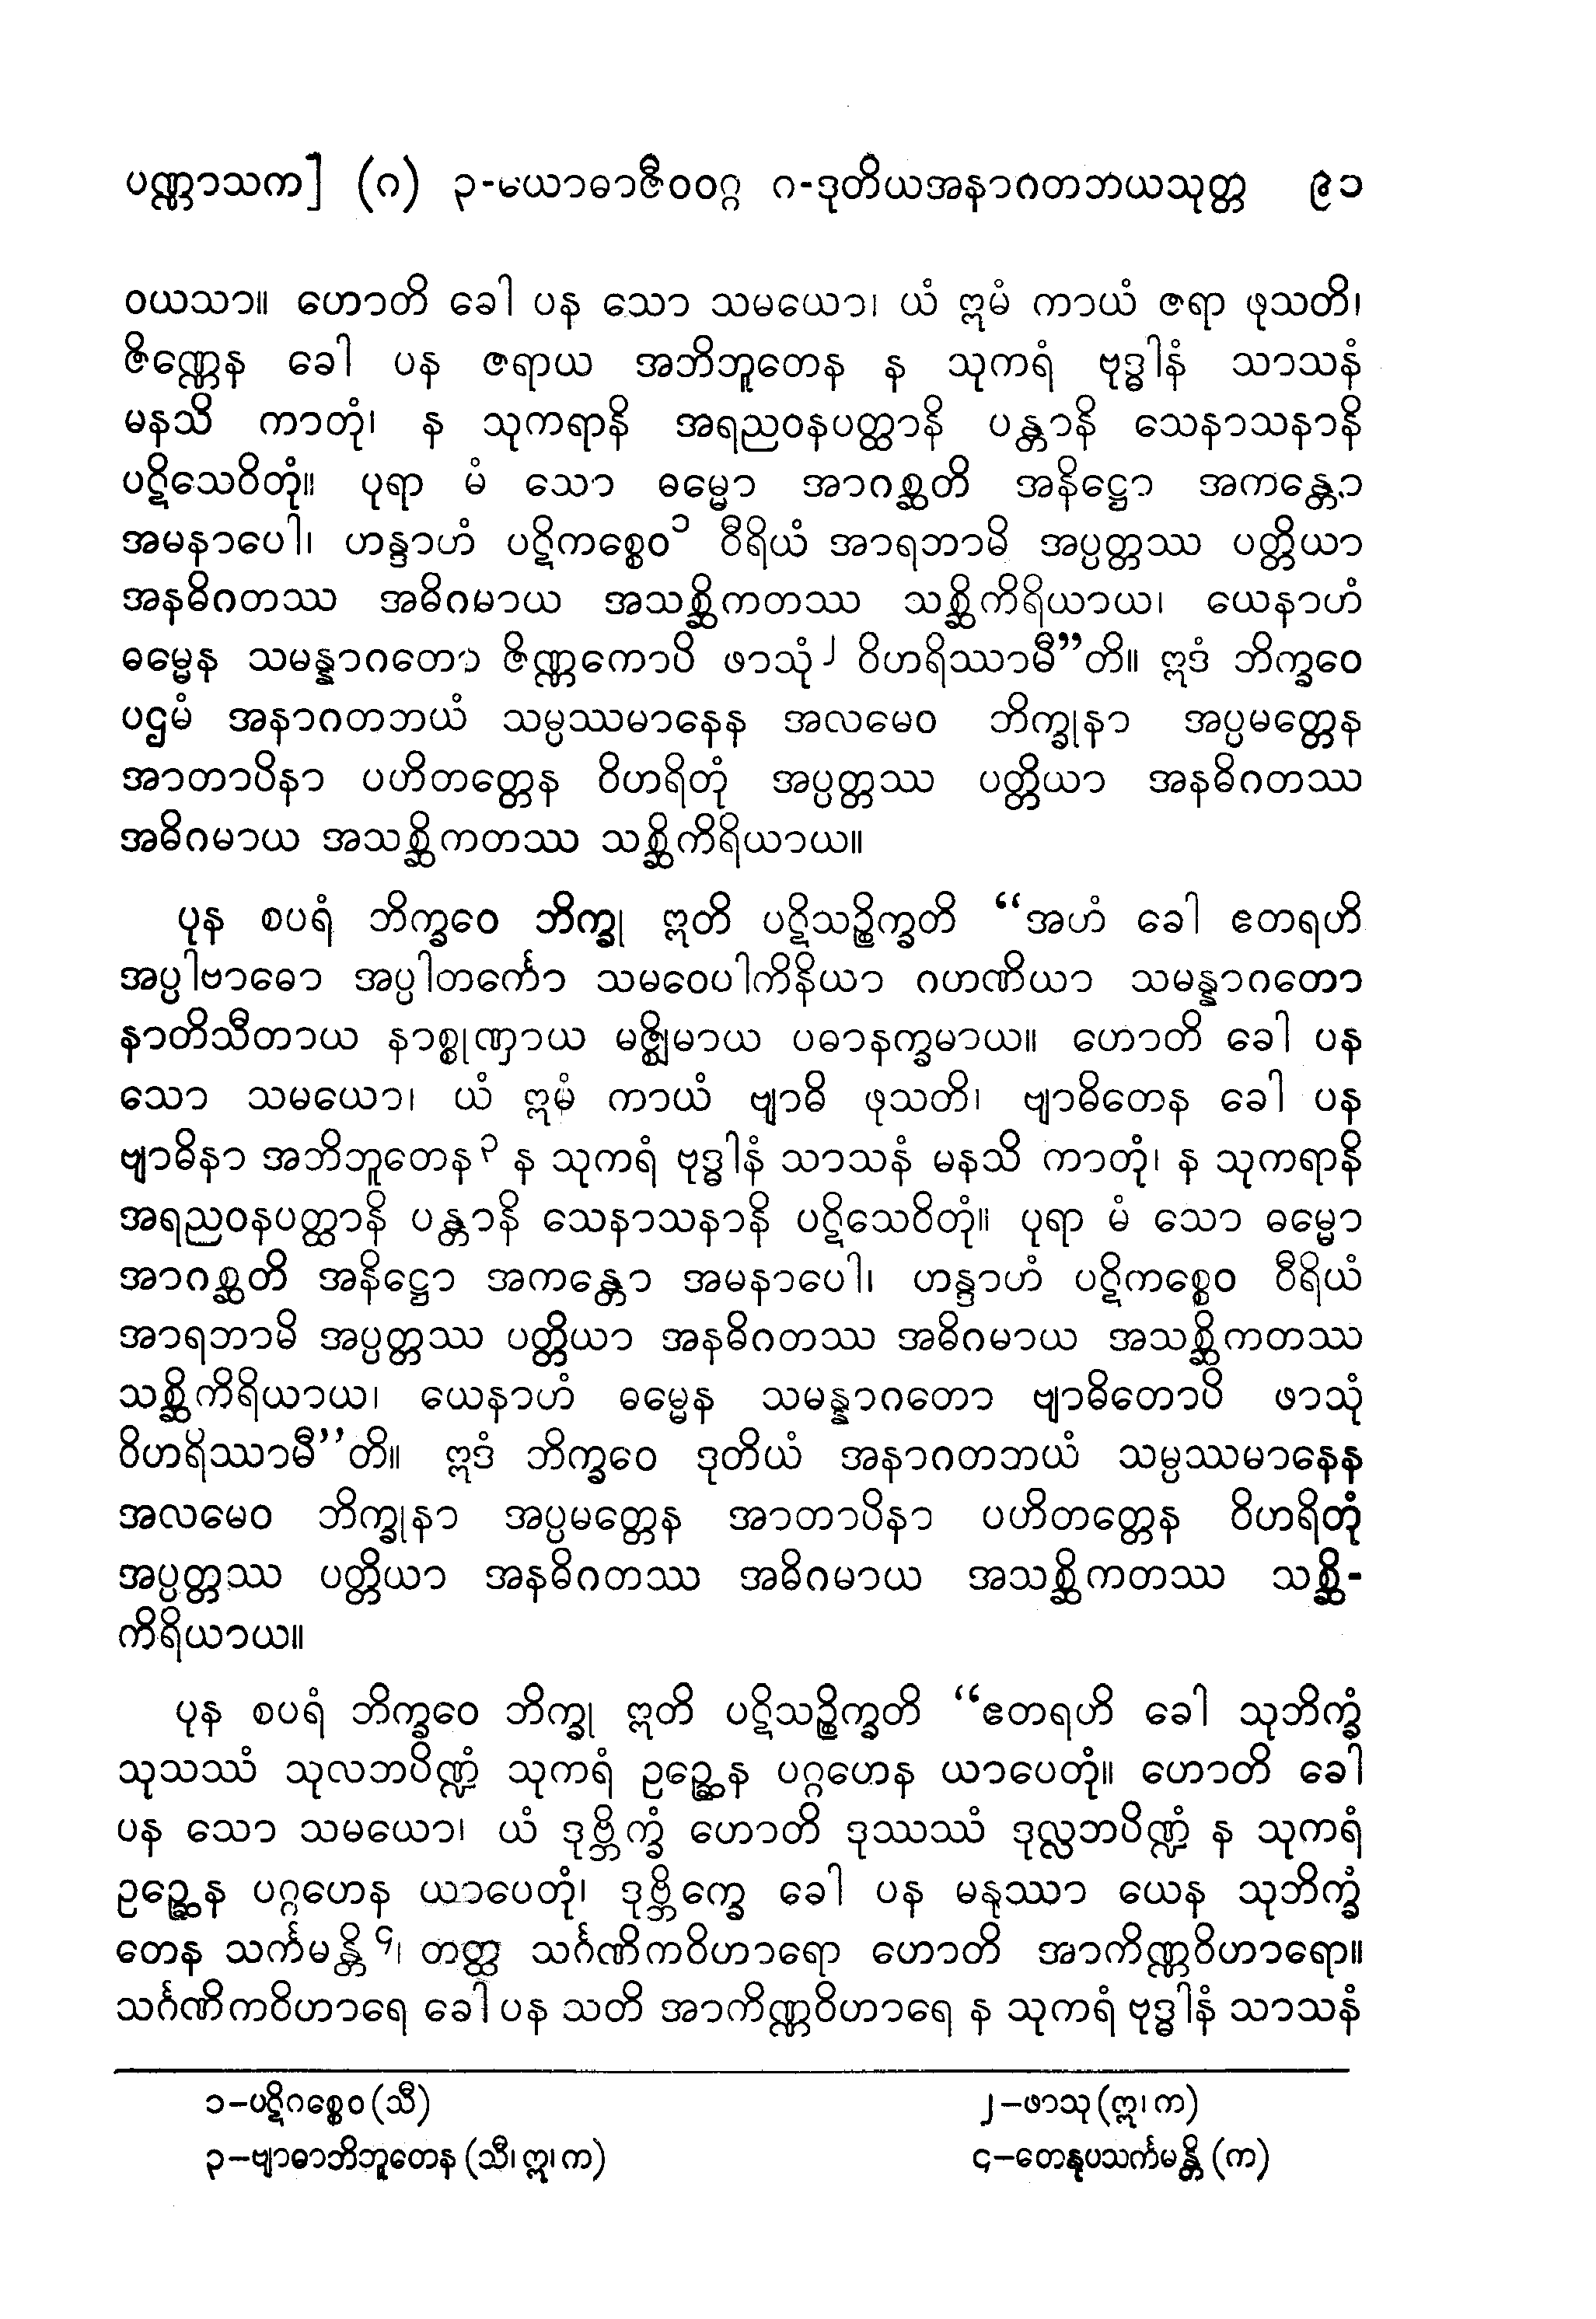 ပဏ္ဏာသက] (ဂ) ၃-မယောဓာဇီဝဝဂ္ဂ ဂ-ဒုတိယအနာဂတဘယသုတ္တ ၉၁
ဝယသာ။ ဟောတိ ခေါ ပန သော သမယော၊ ယံ ဣမံ ကာယံ ဇရာ ဖုသတိ၊
ဇိဏ္ဏေန ခေါ ပန ဇရာယ အဘိဘူတေန န သုကရံ ဗုဒ္ဓါနံ သာသနံ
မနသိ ကာတုံ၊ န သုကရာနိ အရညဝနပတ္ထာနိ ပန္တာနိ သေနာသနာနိ
ပဋိသေဝိတုံ။ ပုရာ မံ သော ဓမ္မော အာဂစ္ဆတိ အနိဋ္ဌော အကန္တော
အမနာပေါ၊ ဟန္ဒာဟံ ပဋိကစ္စေဝ၁ ဝီရိယံ အာရဘာမိ အပ္ပတ္တဿ ပတ္တိယာ
အနဓိဂတဿ အဓိဂမာယ အသစ္ဆိကတဿ သစ္ဆိကိရိယာယ၊ ယေနာဟံ
ဓမ္မေန သမန္နာဂတော ဇိဏ္ဏကောပိ ဖာသုံ၂ ဝိဟရိဿာမီ”တိ။ ဣဒံ ဘိက္ခဝေ
ပဌမံ အနာဂတဘယံ သမ္ပဿမာနေန အလမေဝ ဘိက္ခုနာ အပ္ပမတ္တေန
အာတာပိနာ ပဟိတတ္တေန ဝိဟရိတုံ အပ္ပတ္တဿ ပတ္တိယာ အနဓိဂတဿ
အဓိဂမာယ အသစ္ဆိကတဿ သစ္ဆိကိရိယာယ။
ပုန စပရံ ဘိက္ခဝေ ဘိက္ခု ဣတိ ပဋိသဉ္စိက္ခတိ “အဟံ ခေါ ဧတရဟိ
အပ္ပါဗာဓော အပ္ပါတင်္ကော သမဝေပါကိနိယာ ဂဟဏိယာ သမန္နာဂတော
နာတိသီတာယ နာစ္စုဏှာယ မဇ္ဈိမာယ ပဓာနက္ခမာယ။ ဟောတိ ခေါ ပန
သော သမယော၊ ယံ ဣမံ ကာယံ ဗျာဓိ ဖုသတိ၊ ဗျာဓိတေန ခေါ ပန
ဗျာဓိနာ အဘိဘူတေန၃ န သုကရံ ဗုဒ္ဓါနံ သာသနံ မနသိ ကာတုံ၊ န သုကရာနိ
အရညဝနပတ္ထာနိ ပန္တာနိ သေနာသနာနိ ပဋိသေဝိတုံ။ ပုရာ မံ သော ဓမ္မော
အာဂစ္ဆတိ အနိဋ္ဌော အကန္တော အမနာပေါ၊ ဟန္ဒာဟံ ပဋိကစ္စေဝ ဝီရိယံ
အာရဘာမိ အပ္ပတ္တဿ ပတ္တိယာ အနဓိဂတဿ အဓိဂမာယ အသစ္ဆိကတဿ
သစ္ဆိကိရိယာယ၊ ယေနာဟံ ဓမ္မေန သမန္နာဂတော ဗျာဓိတောပိ ဖာသုံ
ဝိဟရိဿာမီ”တိ။ ဣဒံ ဘိက္ခဝေ ဒုတိယံ အနာဂတဘယံ သမ္ပဿမာနေန
အလမေဝ ဘိက္ခုနာ အပ္ပမတ္တေန အာတာပိနာ ပဟိတတ္တေန ဝိဟရိတုံ
အပ္ပတ္တဿ ပတ္တိယာ အနဓိဂတဿ အဓိဂမာယ အသစ္ဆိကတဿ သစ္ဆိ-
ကိရိယာယ။
ပုန စပရံ ဘိက္ခဝေ ဘိက္ခု ဣတိ ပဋိသဉ္စိက္ခတိ “ဧတရဟိ ခေါ သုဘိက္ခံ
သုသဿံ သုလဘပိဏ္ဍံ သုကရံ ဉဉ္ဆေန ပဂ္ဂဟေန ယာပေတုံ။ ဟောတိ ခေါ
ပန သော သမယော၊ ယံ ဒုဗ္ဘိက္ခံ ဟောတိ ဒုဿဿံ ဒုလ္လဘပိဏ္ဍံ န သုကရံ
ဉဉ္ဆေန ပဂ္ဂဟေန ယာပေတုံ၊ ဒုဗ္ဘိက္ခေ ခေါ ပန မနုဿာ ယေန သုဘိက္ခံ
တေန သင်္ကမန္တိ၄၊ တတ္ထ သင်္ဂဏိကဝိဟာရော ဟောတိ အာကိဏ္ဏဝိဟာရော။
သင်္ဂဏိကဝိဟာရေ ခေါ ပန သတိ အာကိဏ္ဏဝိဟာရေ န သုကရံ ဗုဒ္ဓါနံ သာသနံ
၁–ပဋိဂစ္စေဝ (သီ) ၂–ဖာသု (ဣ၊ က)
၃–ဗျာဓာဘိဘူတေန (သီ၊ ဣ၊ က) ၄–တေနုပသင်္ကမန္တိ (က)